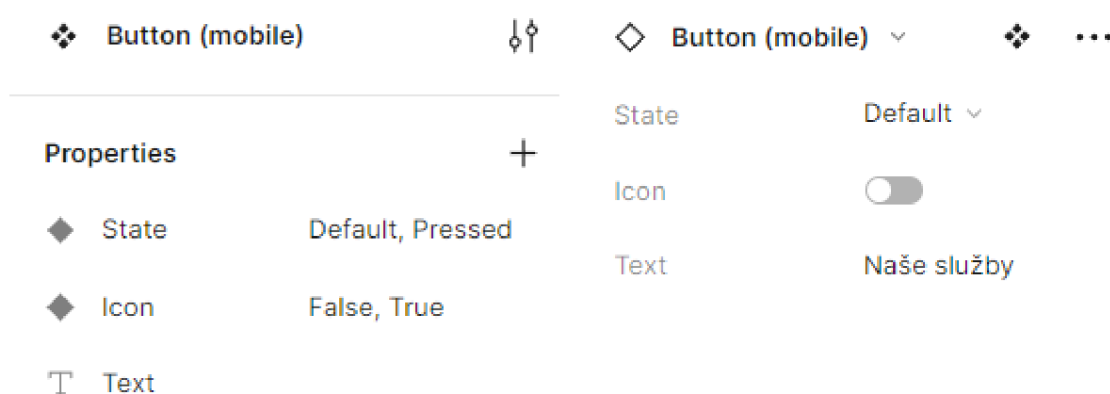 Button (mobile)
Properties
State Default, Pressed
Icon False, True
Text
Button (mobile)
State Default
Icon
Text Naše služby